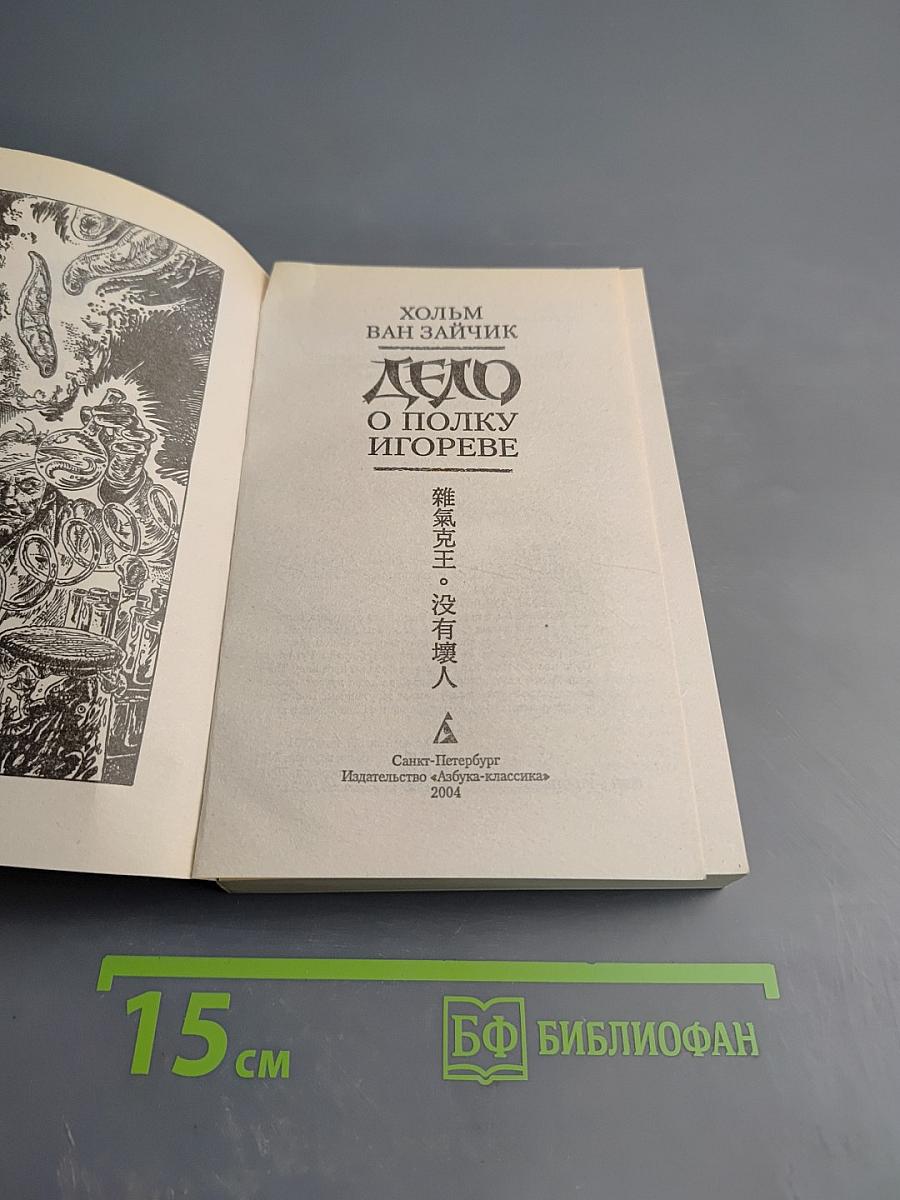 ХОЛЬМ
ВАН ЗАЙЧИК
ДЕЛО
О ПОЛКУ
ИГОРЕВЕ
雜氣克王。没有壞人
Санкт-Петербург
Издательство «Азбука-классика»
2004
15 см
БФ БИБЛИОФАН